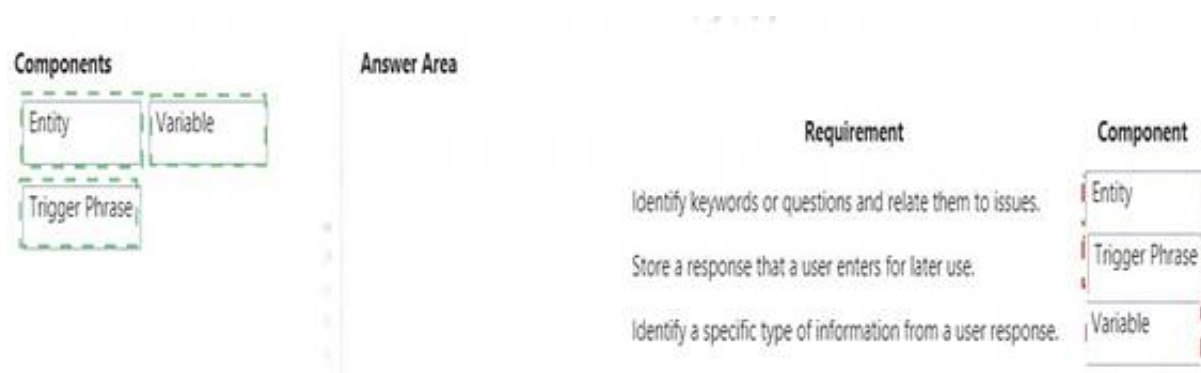 Components
Answer Area
Entity
Variable
Trigger Phrase
Requirement
Component
Identify keywords or questions and relate them to issues.
Entity
Store a response that a user enters for later use.
Trigger Phrase
Identify a specific type of information from a user response.
Variable